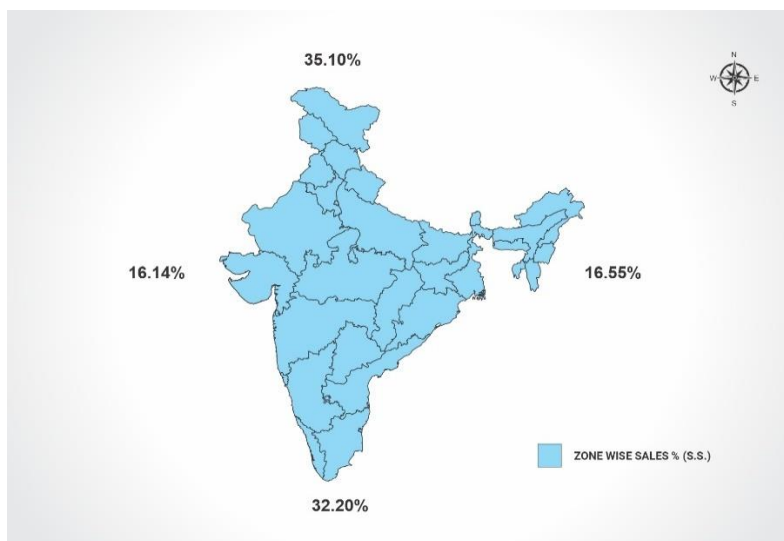 35.10%
N
W E
S
16.14%
16.55%
ZONE WISE SALES % (S.S.)
32.20%